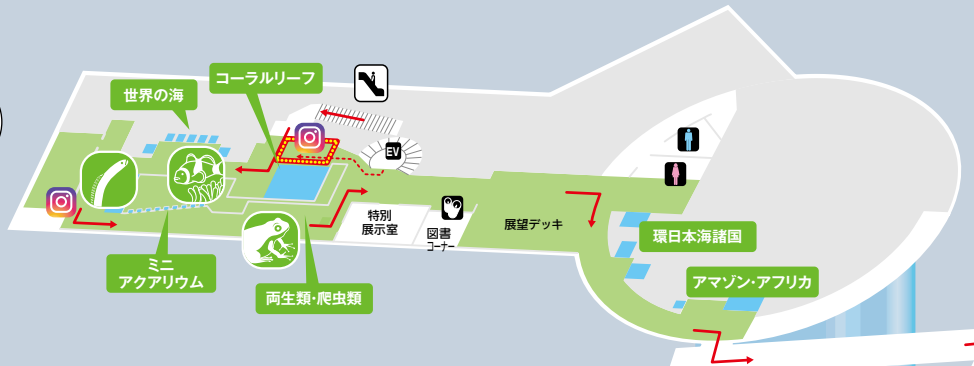 コーラルリーフ
世界の海
EV
特別
展示室
図書
コーナー
展望デッキ
環日本海諸国
アマゾン・アフリカ
ミニ
アクアリウム
両生類・爬虫類